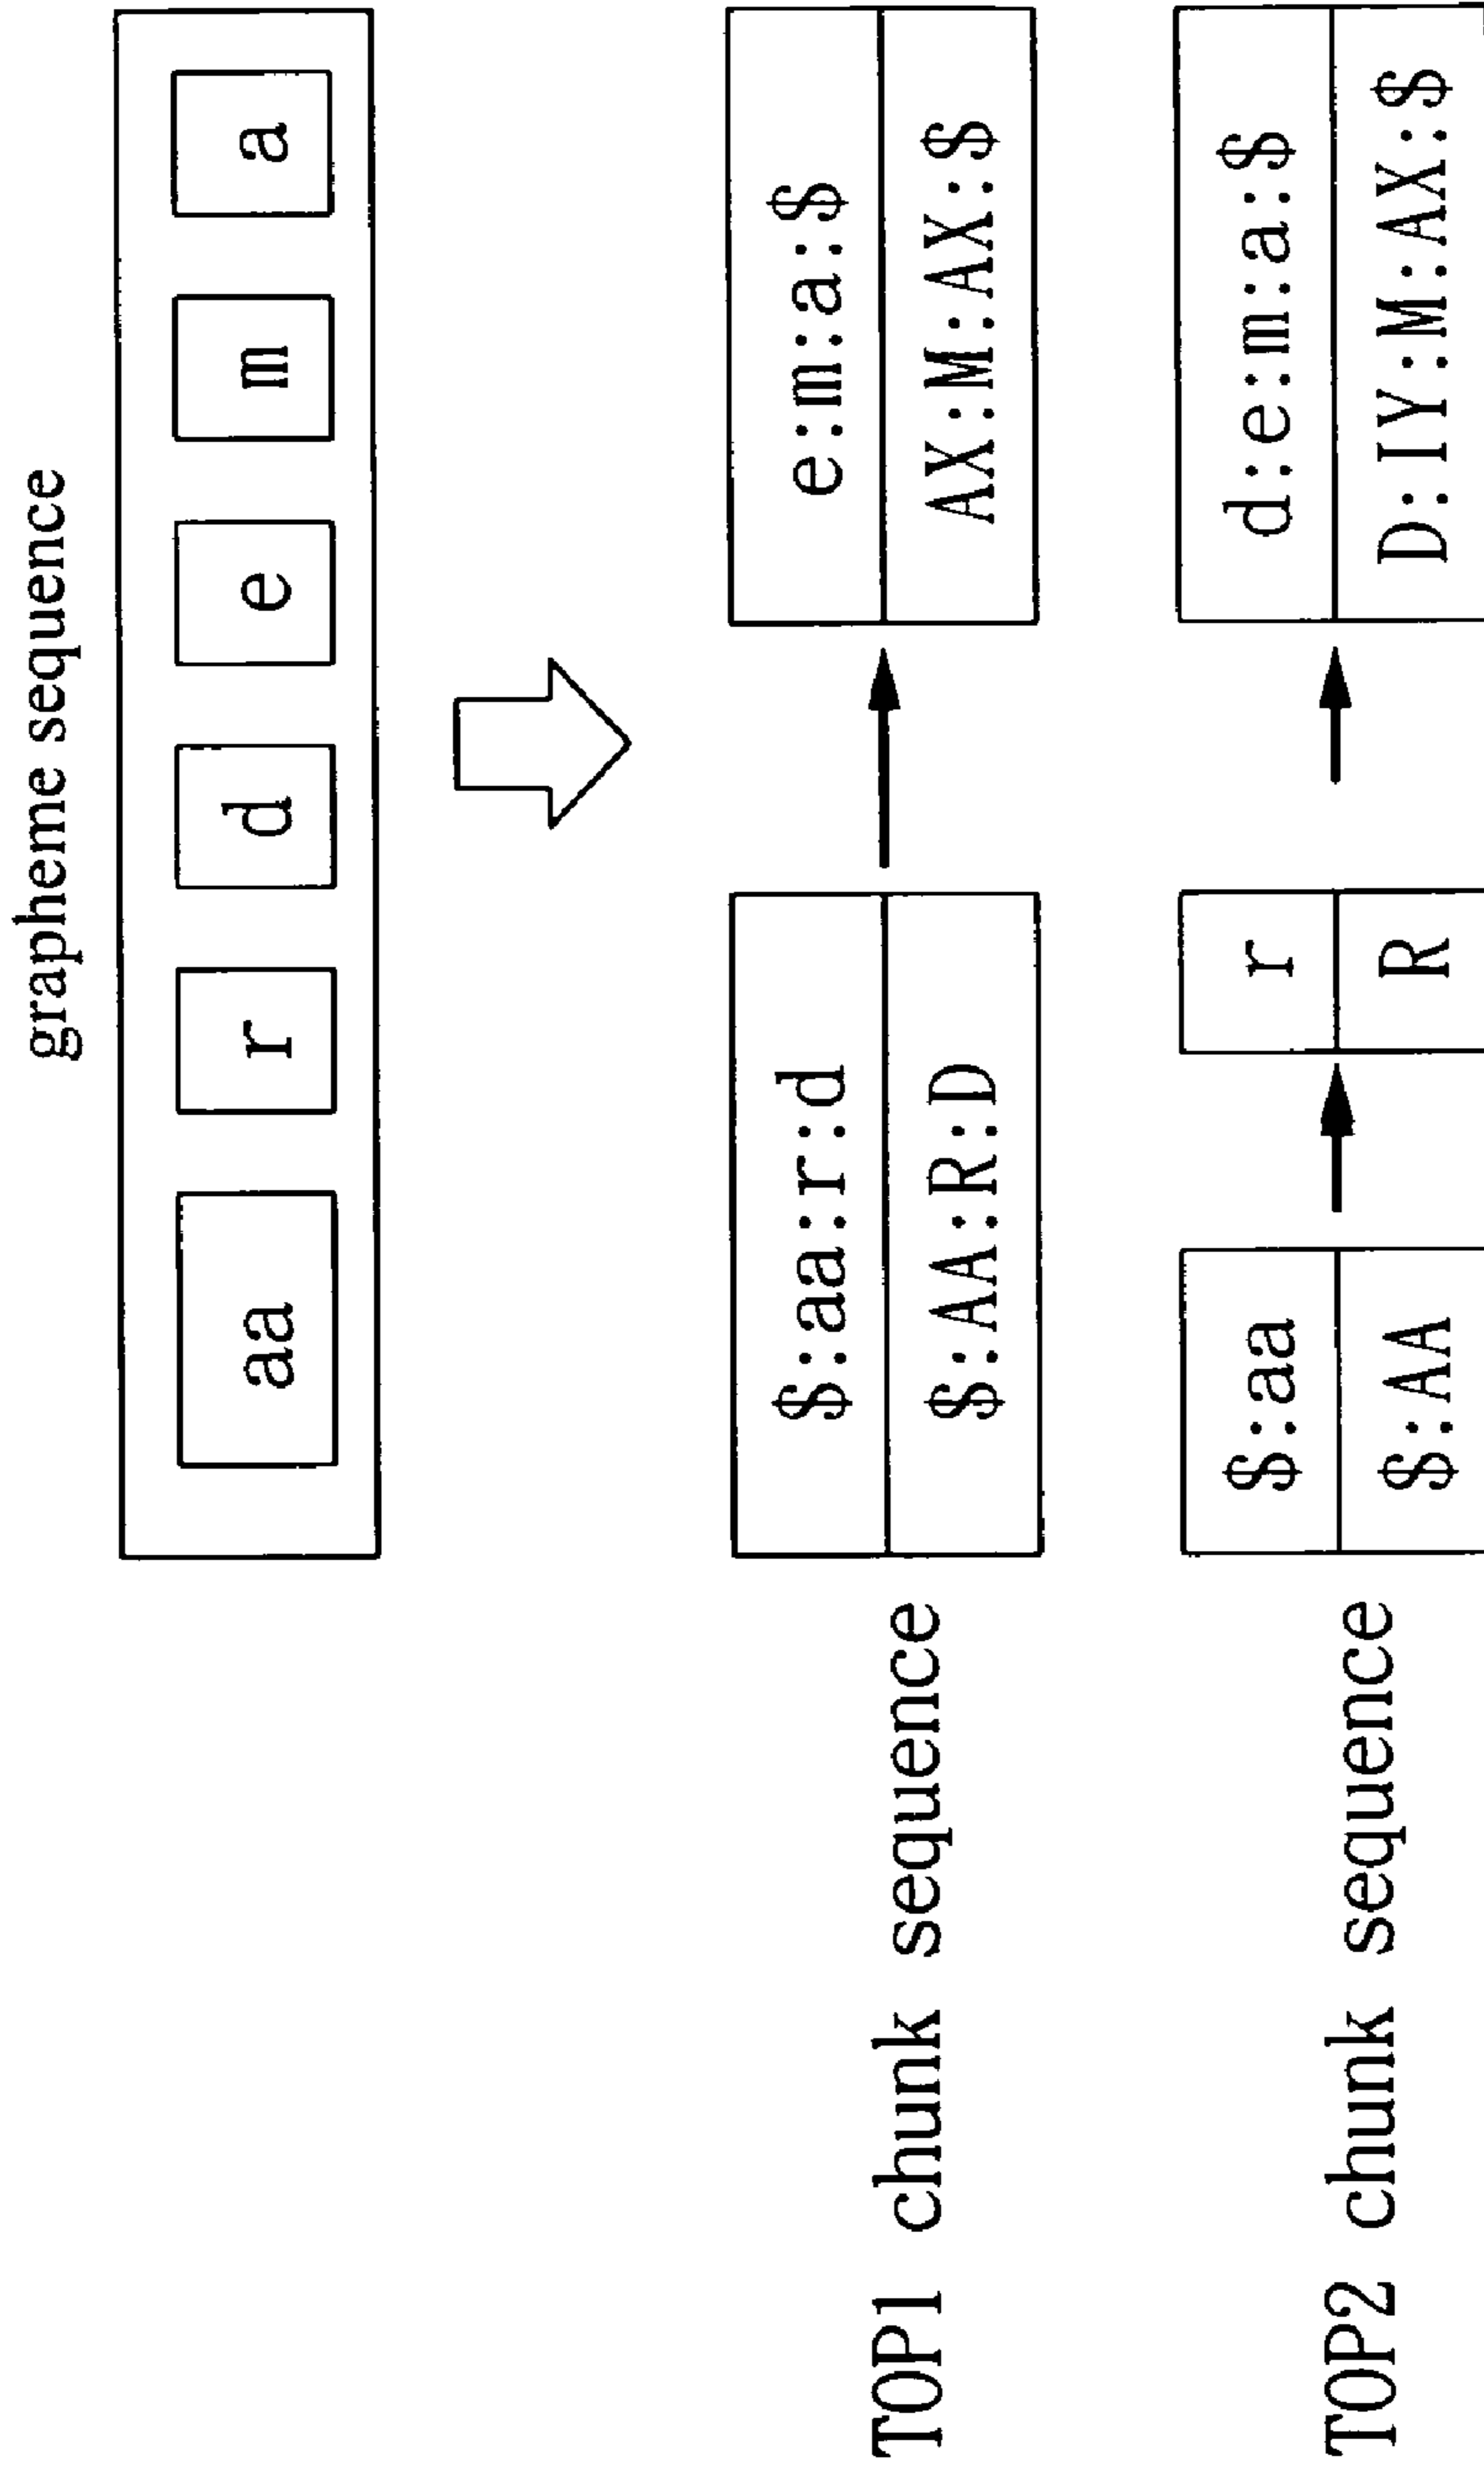 grapheme sequence
aa r d e m a
TOP1 chunk sequence
$:aa:r:d e:m:a:$
$:AA:R:D AX:M:AX:$
TOP2 chunk sequence
$:aa r d:e:m:a:$
$:AA R D:IY:M:AX:$